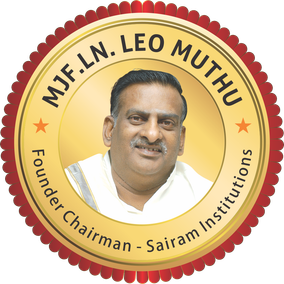 MJF.LN. LEO MUTHU
Founder Chairman - Sairam Institutions